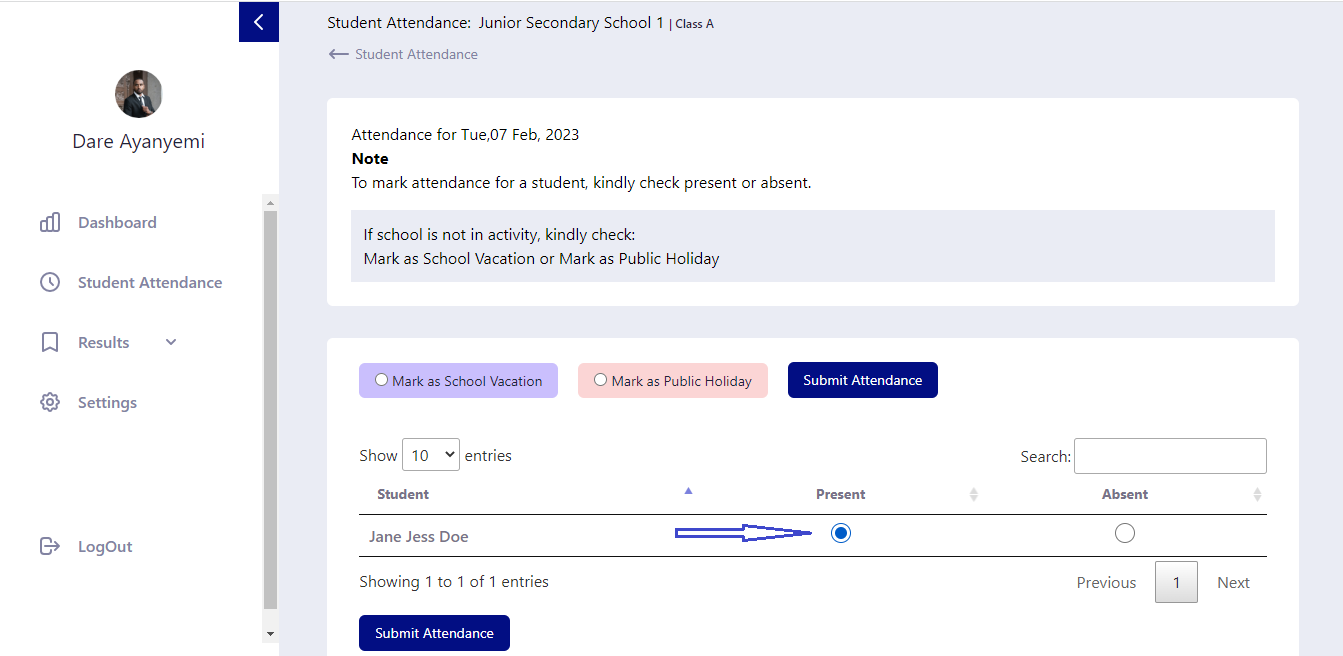 Dare Ayanyemi
Dashboard
Student Attendance
Results
Settings
LogOut
Student Attendance: Junior Secondary School 1 | Class A
Student Attendance
Attendance for Tue,07 Feb, 2023
Note
To mark attendance for a student, kindly check present or absent.
If school is not in activity, kindly check:
Mark as School Vacation or Mark as Public Holiday
Mark as School Vacation Mark as Public Holiday Submit Attendance
Show 10 entries Search:
Student Present Absent
Jane Jess Doe
Showing 1 to 1 of 1 entries Previous 1 Next
Submit Attendance